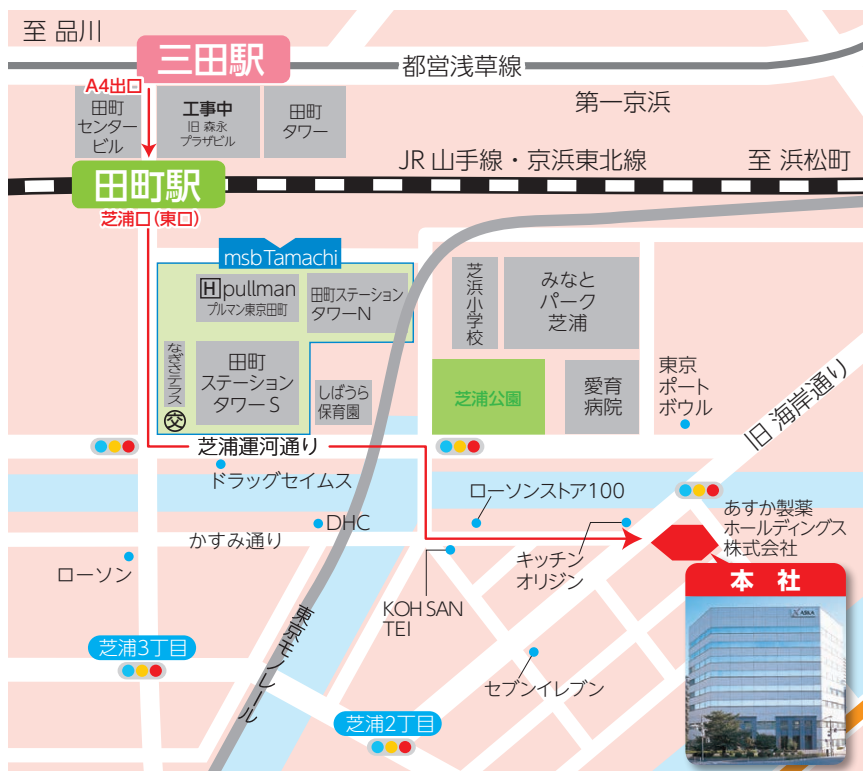 至 品川
三田駅
都営浅草線
A4出口
田町
センター
ビル
工事中
旧 森永
プラザビル
田町
タワー
第一京浜
JR 山手線・京浜東北線
至 浜松町
田町駅
芝浦口(東口)
msb Tamachi
H pullman
プルマン東京田町
田町ステーション
タワーN
芝浜小学校
みなと
パーク
芝浦
なぎさテラス
田町
ステーション
タワーS
しばうら
保育園
芝浦公園
愛育
病院
東京
ポート
ボウル
旧 海岸通り
交
芝浦運河通り
ドラッグセイムス
ローソンストア100
あすか製薬
ホールディングス
株式会社
DHC
かすみ通り
ローソン
キッチン
オリジン
KOH SAN
TEI
本 社
ASKA
東京モノレール
芝浦3丁目
セブンイレブン
芝浦2丁目